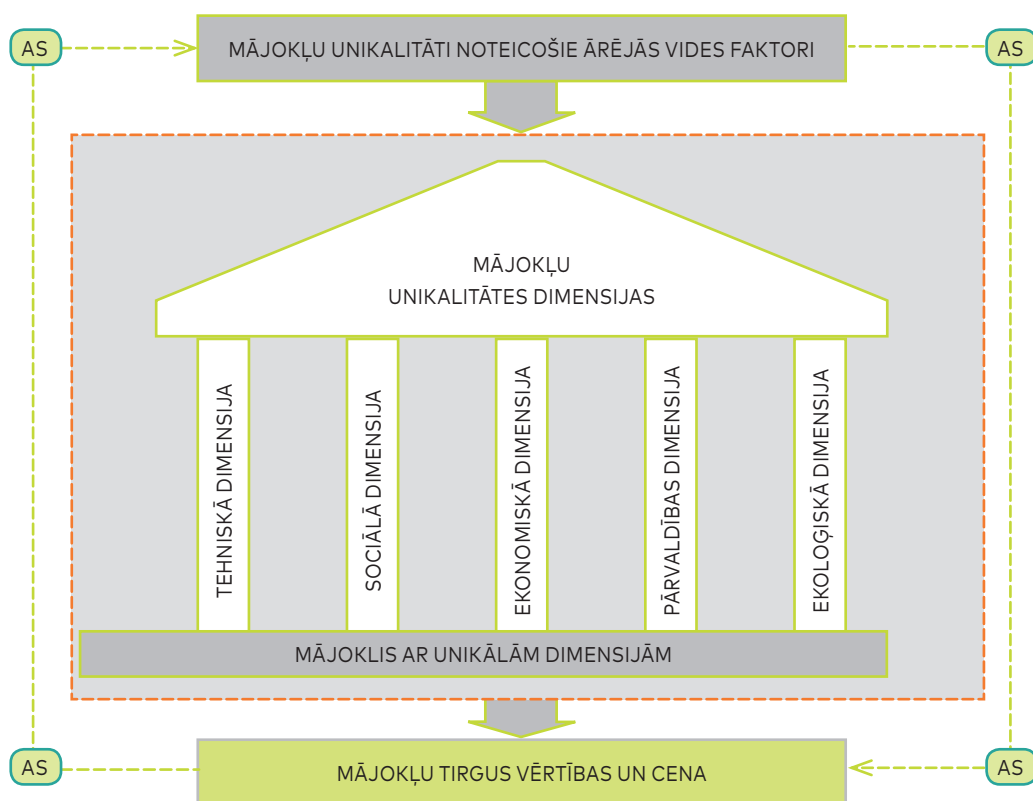 AS
MĀJOKĻU UNIKALITĀTI NOTEICOŠIE ĀRĒJĀS VIDES FAKTORI
AS
MĀJOKĻU
UNIKALITĀTES DIMENSIJAS
TEHNISKĀ DIMENSIJA
SOCIĀLĀ DIMENSIJA
EKONOMISKĀ DIMENSIJA
PĀRVALDĪBAS DIMENSIJA
EKOLOĢISKĀ DIMENSIJA
MĀJOKLIS AR UNIKĀLĀM DIMENSIJĀM
AS
MĀJOKĻU TIRGUS VĒRTĪBAS UN CENA
AS